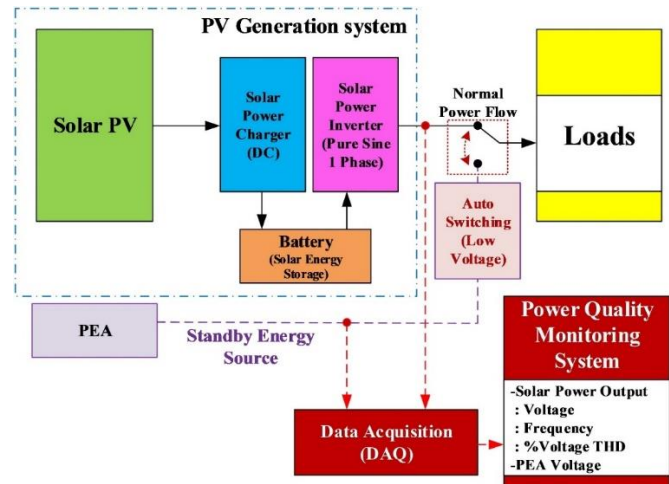 PV Generation system
Solar PV
Solar
Power
Charger
(DC)
Solar
Power
Inverter
(Pure Sine
1 Phase)
Battery
(Solar Energy
Storage)
Normal
Power Flow
Loads
Auto
Switching
(Low
Voltage)
PEA
Standby Energy
Source
Data Acquisition
(DAQ)
Power Quality
Monitoring
System
-Solar Power Output
: Voltage
: Frequency
: %Voltage THD
-PEA Voltage